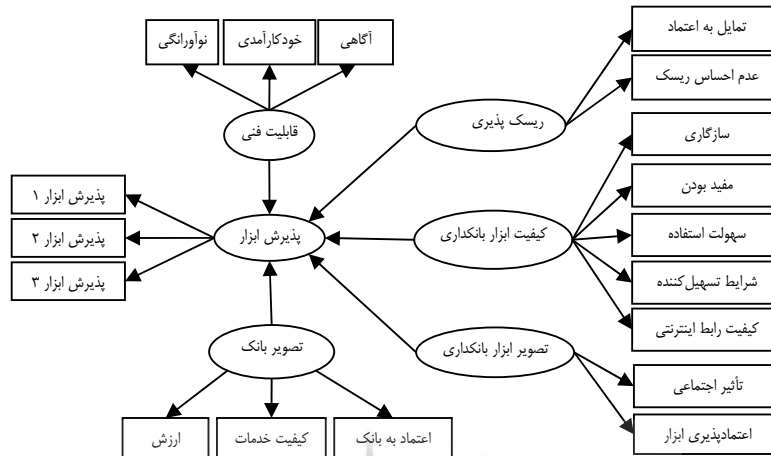 نوآورانگی
خودکارآمدی
آگاهی
تمایل به اعتماد
عدم احساس ریسک
ریسک پذیری
قابلیت فنی
سازگاری
مفید بودن
پذیرش ابزار ۱
پذیرش ابزار ۲
پذیرش ابزار ۳
پذیرش ابزار
کیفیت ابزار بانکداری
سهولت استفاده
شرایط تسهیل‌کننده
کیفیت رابط اینترنتی
تصویر بانک
تصویر ابزار بانکداری
تأثیر اجتماعی
اعتمادپذیری ابزار
ارزش
کیفیت خدمات
اعتماد به بانک